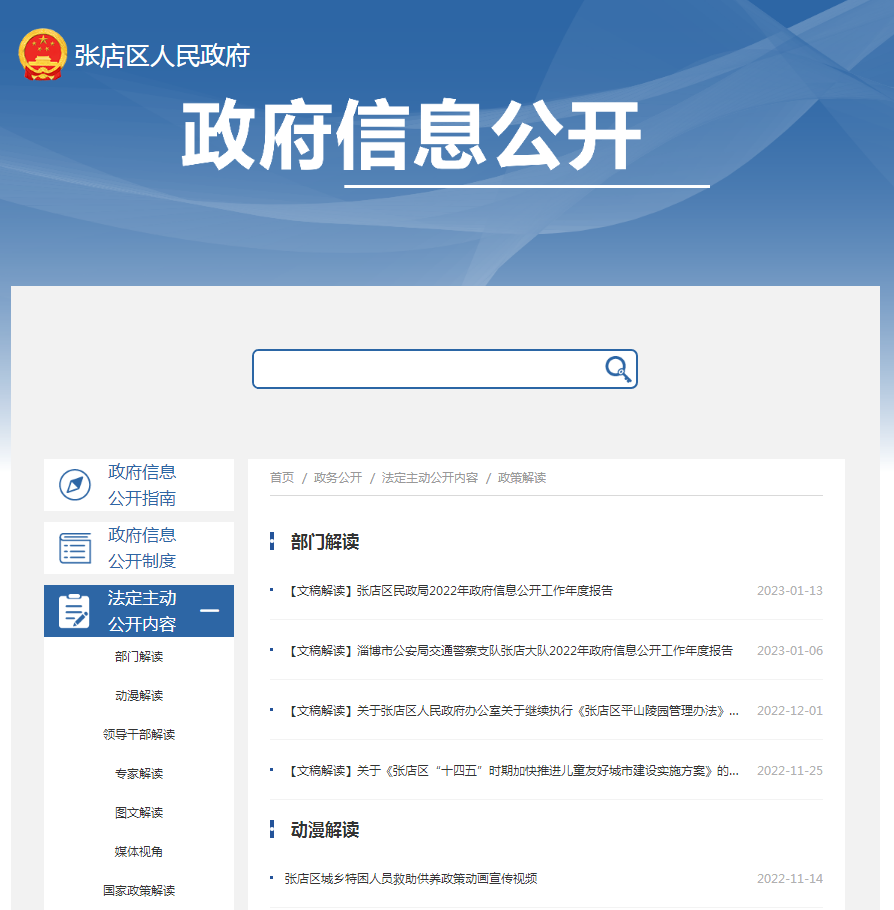 张店区人民政府
政府信息公开
政府信息
公开指南
政府信息
公开制度
法定主动
公开内容
部门解读
动漫解读
领导干部解读
专家解读
图文解读
媒体视角
国家政策解读
首页 / 政务公开 / 法定主动公开内容 / 政策解读
部门解读
【文稿解读】张店区民政局2022年政府信息公开工作年度报告 2023-01-13
【文稿解读】淄博市公安局交通警察支队张店大队2022年政府信息公开工作年度报告 2023-01-06
【文稿解读】关于张店区人民政府办公室关于继续执行《张店区平山陵园管理办法》... 2022-12-01
【文稿解读】关于《张店区“十四五”时期加快推进儿童友好城市建设实施方案》的... 2022-11-25
动漫解读
张店区城乡特困人员救助供养政策动画宣传视频 2022-11-14